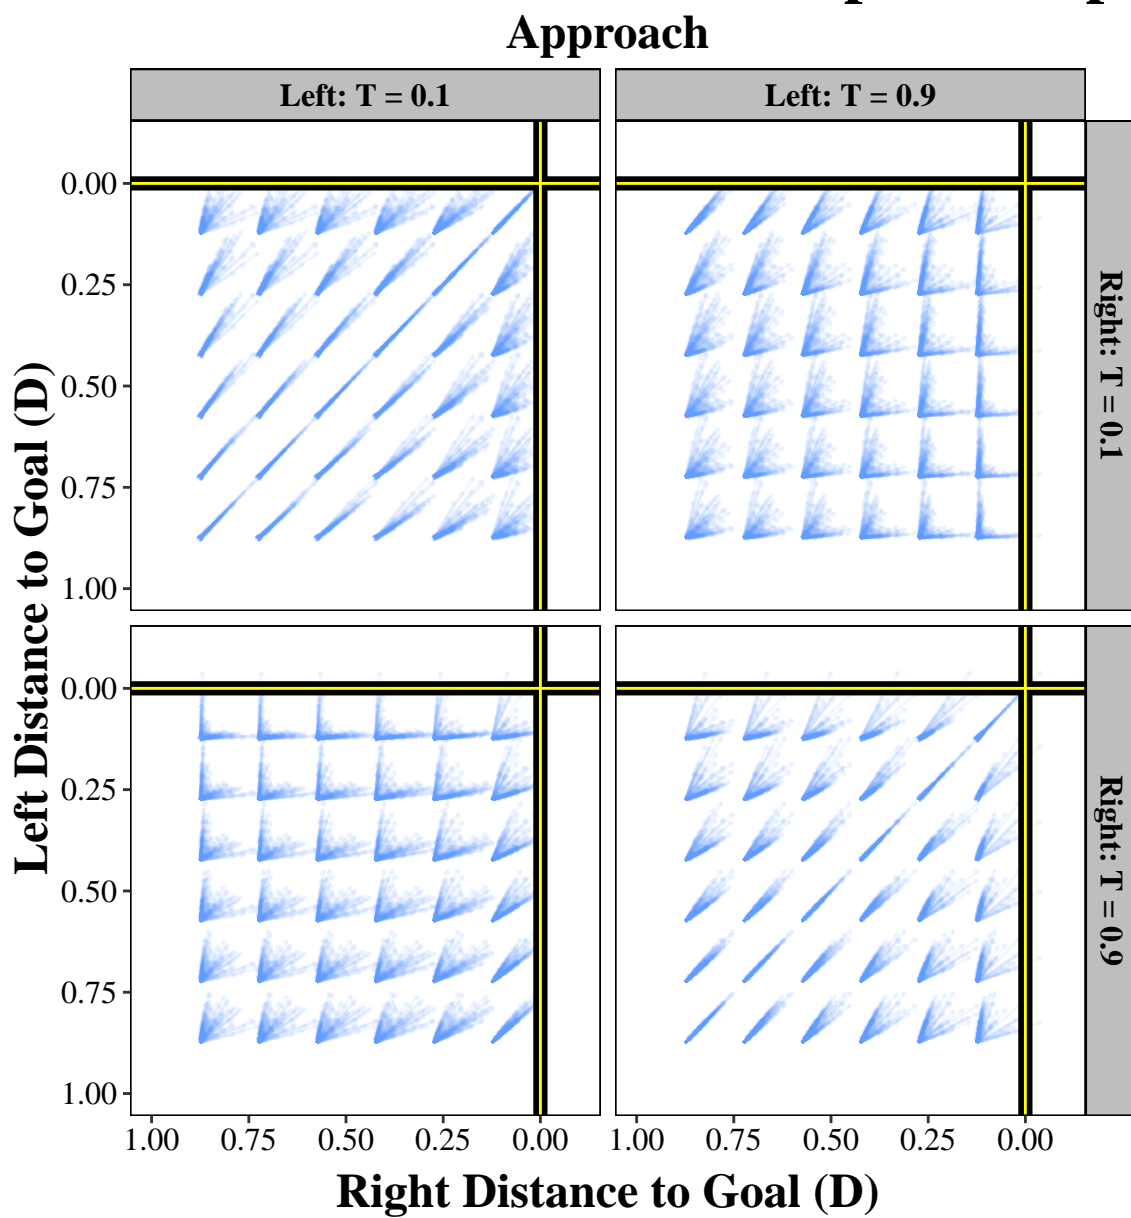 Approach
Left: T = 0.1
Left: T = 0.9
Right: T = 0.1
Right: T = 0.9
Left Distance to Goal (D)
0.00
0.25
0.50
0.75
1.00
0.00
0.25
0.50
0.75
1.00
1.00 0.75 0.50 0.25 0.00
1.00 0.75 0.50 0.25 0.00
Right Distance to Goal (D)